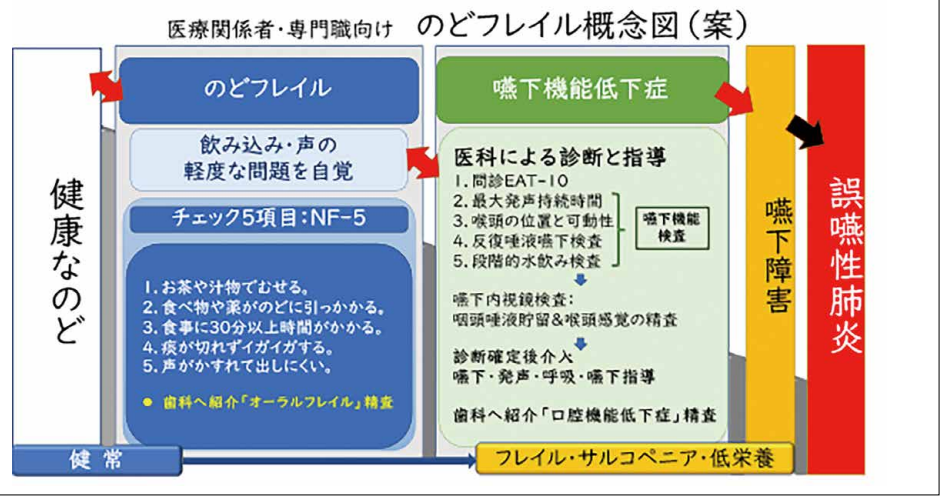 医療関係者・専門職向け のどフレイル概念図(案)
健康なのど
のどフレイル
飲み込み・声の
軽度な問題を自覚
チェック5項目:NF-5
1.お茶や汁物でむせる。
2.食べ物や薬がのどに引っかかる。
3.食事に30分以上時間がかかる。
4.痰が切れずイガイガする。
5.声がかすれて出しにくい。
● 歯科へ紹介「オーラルフレイル」精査
嚥下機能低下症
医科による診断と指導
1.問診EAT-10
2.最大発声持続時間
3.喉頭の位置と可動性
4.反復唾液嚥下検査
5.段階的水飲み検査
嚥下機能
検査
嚥下内視鏡検査:
咽頭唾液貯留&喉頭感覚の精査
診断確定後介入
嚥下・発声・呼吸・嚥下指導
歯科へ紹介「口腔機能低下症」精査
嚥下障害
誤嚥性肺炎
健常
フレイル・サルコペニア・低栄養